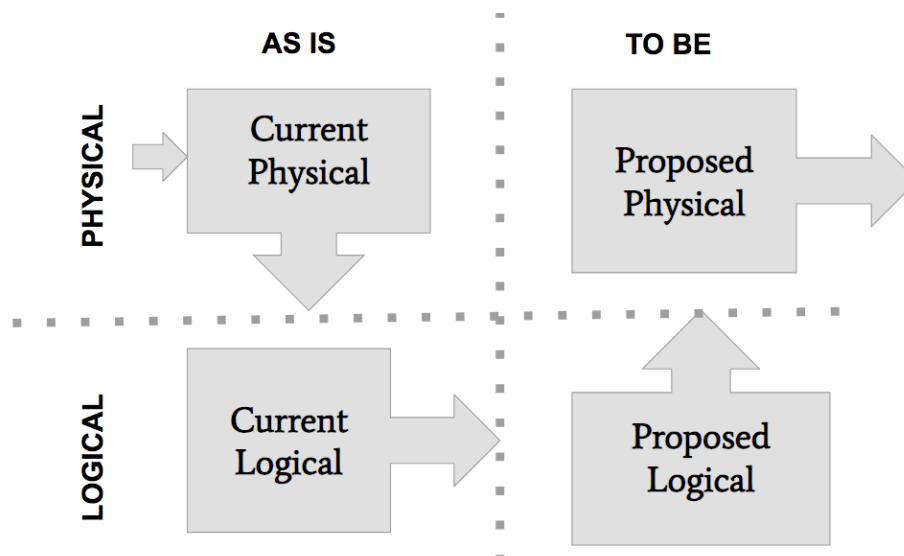 AS IS
TO BE
PHYSICAL
Current
Physical
Proposed
Physical
LOGICAL
Current
Logical
Proposed
Logical